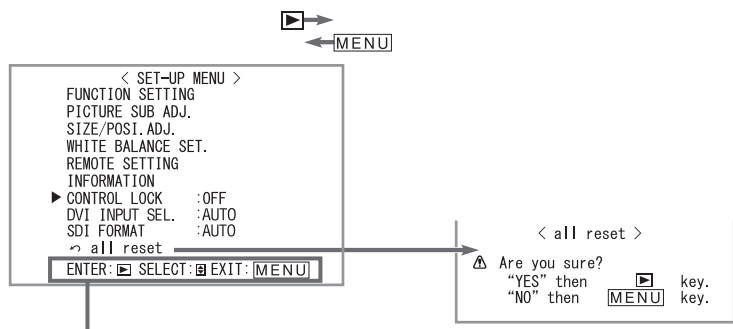 MENU
< SET-UP MENU >
FUNCTION SETTING
PICTURE SUB ADJ.
SIZE/POSI.ADJ.
WHITE BALANCE SET.
REMOTE SETTING
INFORMATION
CONTROL LOCK :OFF
DVI INPUT SEL. :AUTO
SDI FORMAT :AUTO
all reset
ENTER: SELECT: EXIT: MENU
< all reset >
Are you sure?
“YES” then key.
“NO” then MENU key.